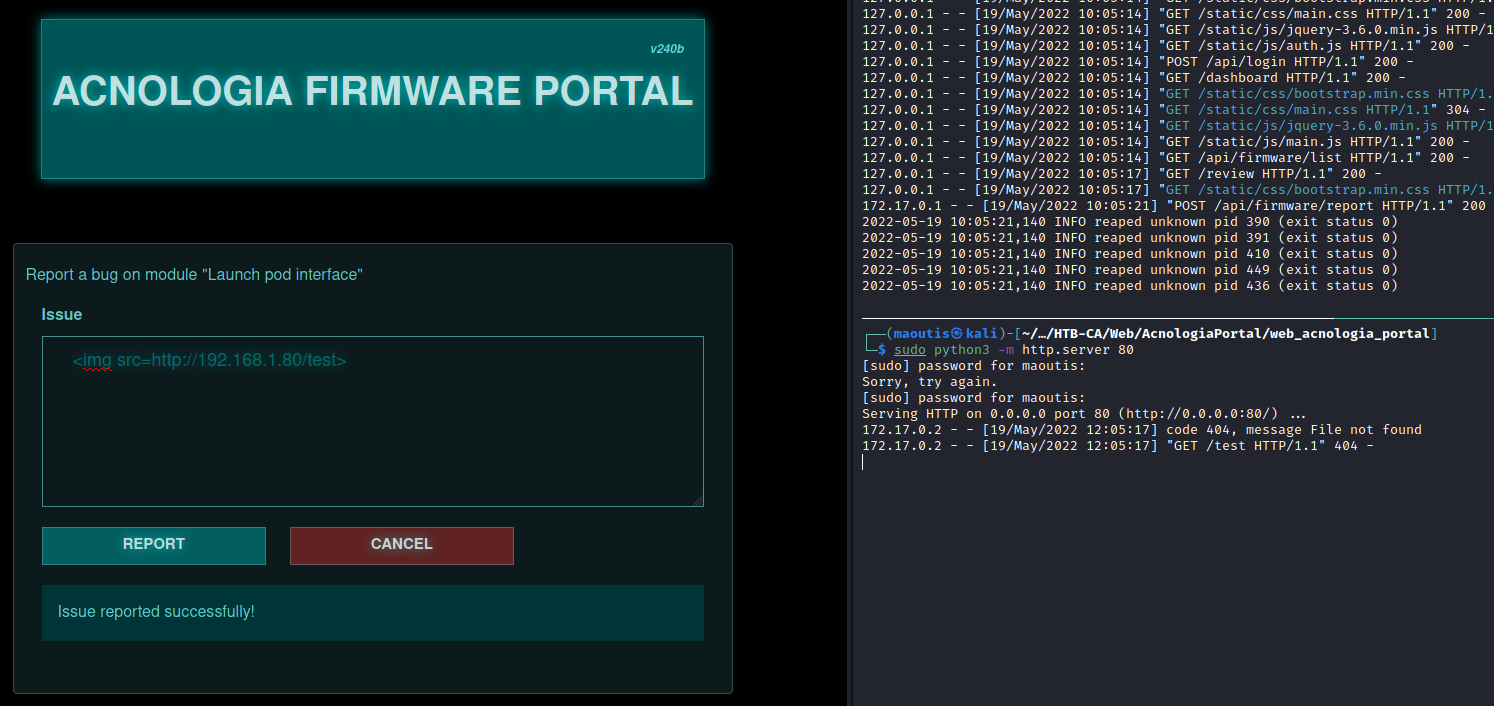 v240b
ACNOLOGIA FIRMWARE PORTAL
Report a bug on module "Launch pod interface"
Issue
<img src=http://192.168.1.80/test>
REPORT
CANCEL
Issue reported successfully!
127.0.0.1 - - [19/May/2022 10:05:14] "GET /static/css/bootstrap.min.css HTTP/1.
127.0.0.1 - - [19/May/2022 10:05:14] "GET /static/css/main.css HTTP/1.1" 200 -
127.0.0.1 - - [19/May/2022 10:05:14] "GET /static/js/jquery-3.6.0.min.js HTTP/1
127.0.0.1 - - [19/May/2022 10:05:14] "GET /static/js/auth.js HTTP/1.1" 200 -
127.0.0.1 - - [19/May/2022 10:05:14] "POST /api/login HTTP/1.1" 200 -
127.0.0.1 - - [19/May/2022 10:05:14] "GET /dashboard HTTP/1.1" 200 -
127.0.0.1 - - [19/May/2022 10:05:14] "GET /static/css/bootstrap.min.css HTTP/1.
127.0.0.1 - - [19/May/2022 10:05:14] "GET /static/css/main.css HTTP/1.1" 304 -
127.0.0.1 - - [19/May/2022 10:05:14] "GET /static/js/jquery-3.6.0.min.js HTTP/1
127.0.0.1 - - [19/May/2022 10:05:14] "GET /static/js/main.js HTTP/1.1" 200 -
127.0.0.1 - - [19/May/2022 10:05:14] "GET /api/firmware/list HTTP/1.1" 200 -
127.0.0.1 - - [19/May/2022 10:05:17] "GET /review HTTP/1.1" 200 -
127.0.0.1 - - [19/May/2022 10:05:17] "GET /static/css/bootstrap.min.css HTTP/1.
172.17.0.1 - - [19/May/2022 10:05:21] "POST /api/firmware/report HTTP/1.1" 200
2022-05-19 10:05:21,140 INFO reaped unknown pid 390 (exit status 0)
2022-05-19 10:05:21,140 INFO reaped unknown pid 391 (exit status 0)
2022-05-19 10:05:21,140 INFO reaped unknown pid 410 (exit status 0)
2022-05-19 10:05:21,140 INFO reaped unknown pid 449 (exit status 0)
2022-05-19 10:05:21,140 INFO reaped unknown pid 436 (exit status 0)
┌──(maoutis㉿kali)-[~/…/HTB-CA/Web/AcnologiaPortal/web_acnologia_portal]
└─$ sudo python3 -m http.server 80
[sudo] password for maoutis:
Sorry, try again.
[sudo] password for maoutis:
Serving HTTP on 0.0.0.0 port 80 (http://0.0.0.0:80/) ...
172.17.0.2 - - [19/May/2022 12:05:17] code 404, message File not found
172.17.0.2 - - [19/May/2022 12:05:17] "GET /test HTTP/1.1" 404 -